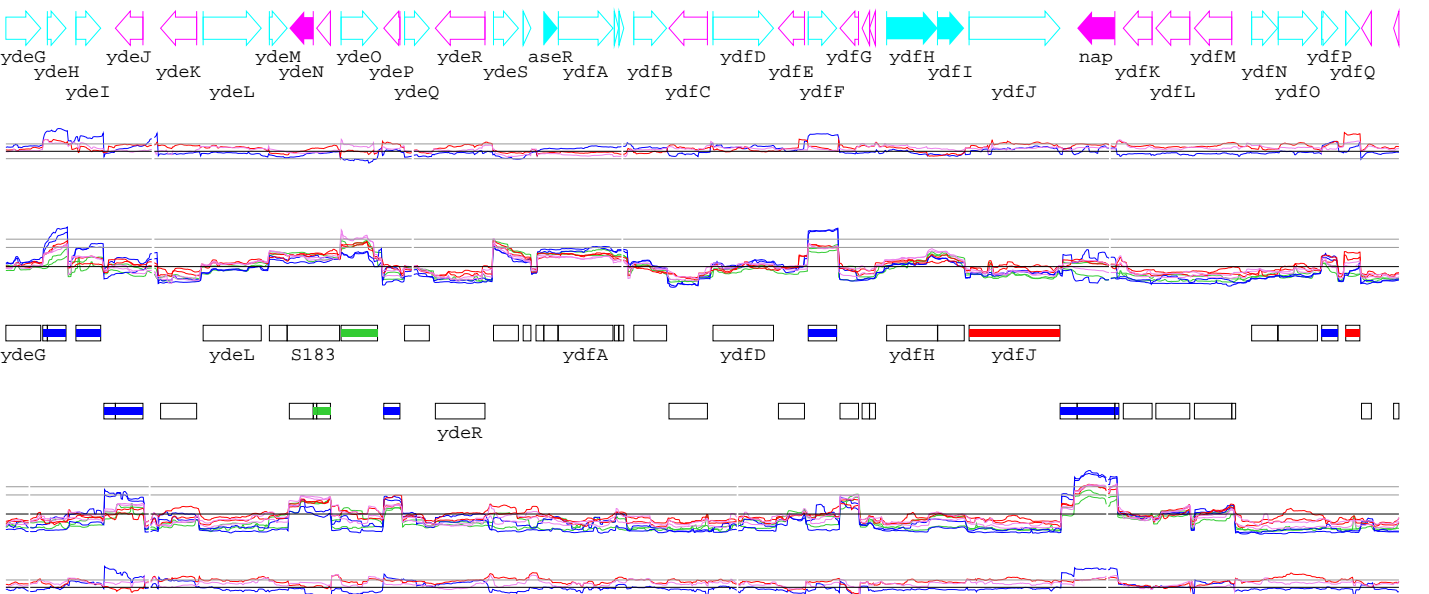 ydeG ydeJ ydeM ydeO ydeR aseR ydfD ydfG ydfH nap ydfM ydfP
ydeH ydeK ydeN ydeP ydeS ydfA ydfB ydfE ydfI ydfK ydfN ydfQ
ydeI ydeL ydeQ ydfC ydfF ydfJ ydfL ydfO
ydeG ydeL S183 ydfA ydfD ydfH ydfJ
ydeR